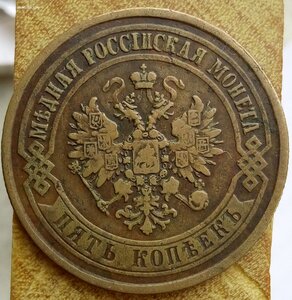 МѢДНАЯ РОССІЙСКАЯ МОНЕТА
ПЯТЬ КОПѢЕКЪ